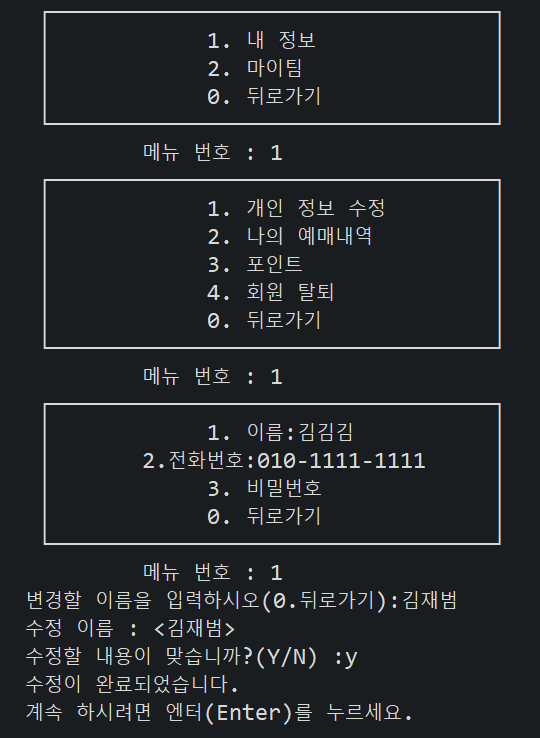 1. 내 정보
2. 마이팀
0. 뒤로가기
메뉴 번호 : 1
1. 개인 정보 수정
2. 나의 예매내역
3. 포인트
4. 회원 탈퇴
0. 뒤로가기
메뉴 번호 : 1
1. 이름:김김김
2.전화번호:010-1111-1111
3. 비밀번호
0. 뒤로가기
메뉴 번호 : 1
변경할 이름을 입력하시오(0.뒤로가기):김재범
수정 이름 : <김재범>
수정할 내용이 맞습니까?(Y/N) :y
수정이 완료되었습니다.
계속 하시려면 엔터(Enter)를 누르세요.